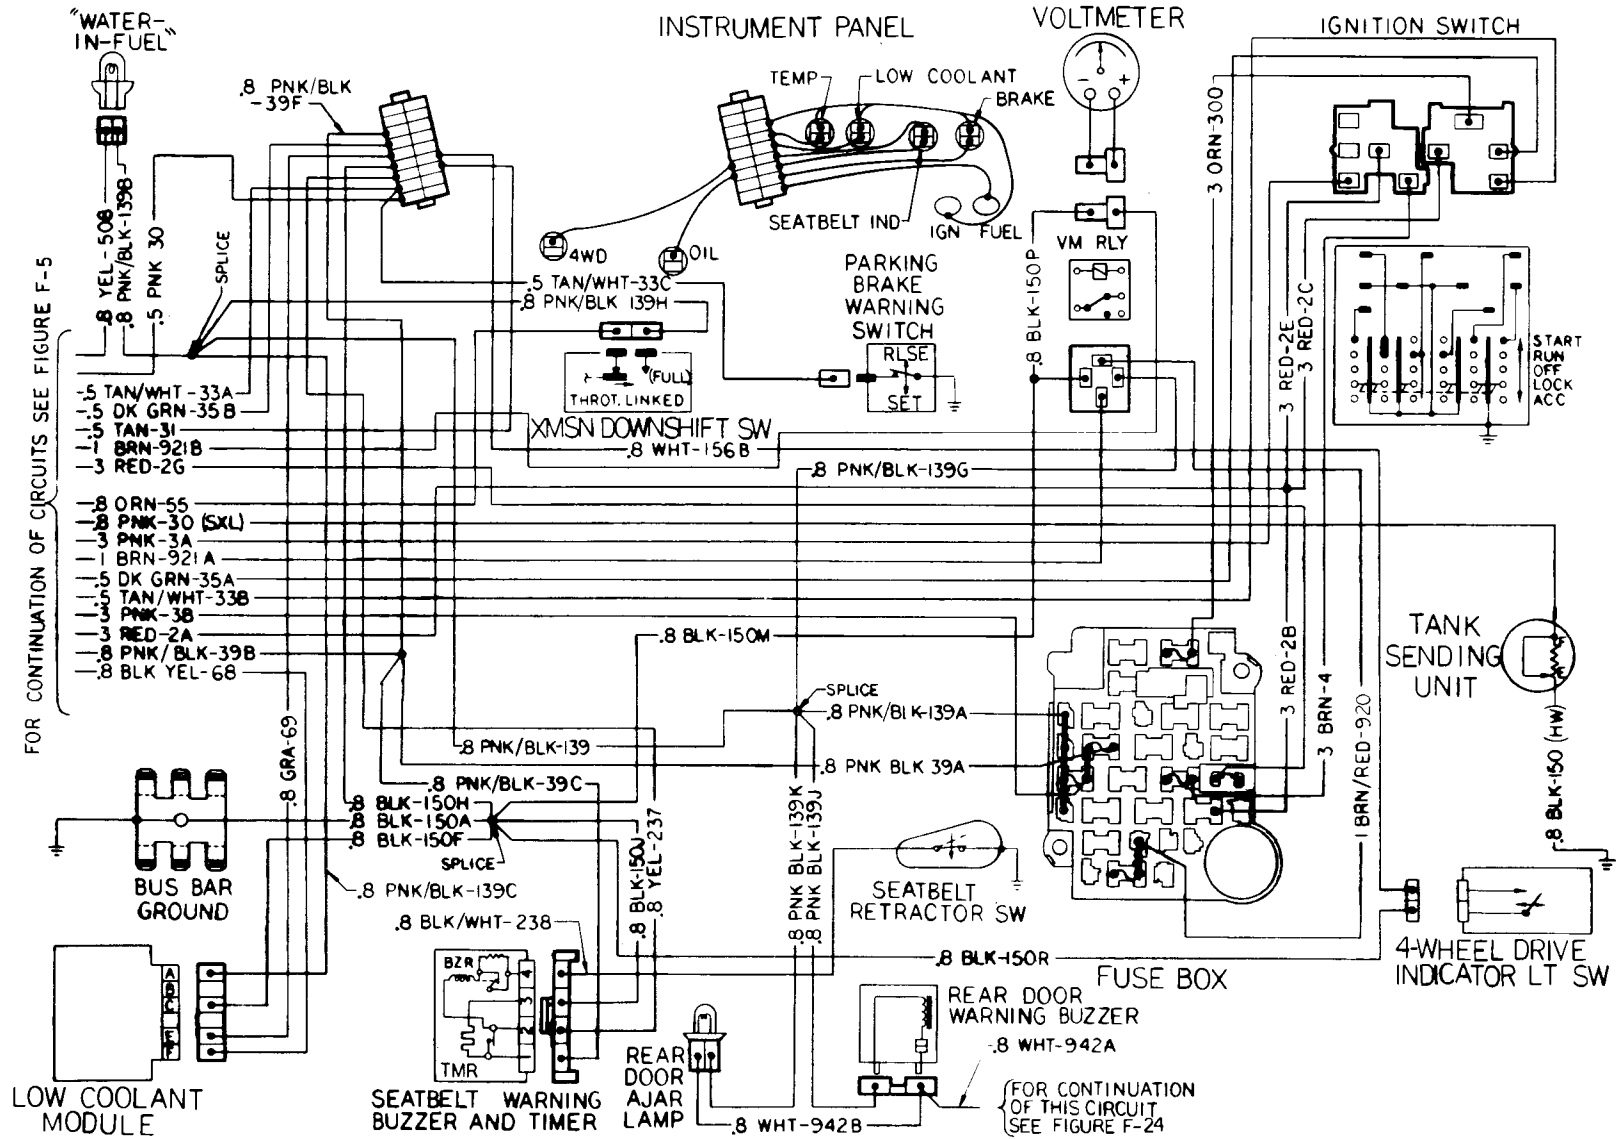 "WATER-
IN-FUEL"
INSTRUMENT PANEL
VOLTMETER
IGNITION SWITCH
.8 PNK/BLK
-39F
TEMP
LOW COOLANT
BRAKE
- +
3 ORN-300
.8 YEL-508
.8 PNK/BLK-139B
.5 PNK 30
SPLICE
SEATBELT IND
IGN FUEL
4WD
OIL
VM RLY
.8 BLK-150P
3 RED-2E
3 RED-2C
PARKING
BRAKE
WARNING
SWITCH
RLSE
SET
.5 TAN/WHT-33C
.8 PNK/BLK 139H
(FULL)
THROT. LINKED
XMSN DOWNSHIFT SW
START
RUN
OFF
LOCK
ACC
FOR CONTINUATION OF CIRCUITS SEE FIGURE F-5
.5 TAN/WHT-33A
.5 DK GRN-35B
.5 TAN-31
1 BRN-921B
3 RED-2G
.8 ORN-55
.8 PNK-30 (SXL)
3 PNK-3A
1 BRN-921A
.5 DK GRN-35A
.5 TAN/WHT-33B
3 PNK-3B
3 RED-2A
.8 PNK/BLK-39B
.8 BLK YEL-68
.8 WHT-156B
.8 PNK/BLK-139G
.8 BLK-150M
TANK
SENDING
UNIT
3 RED-2B
3 BRN-4
1 BRN/RED-920
.8 BLK-150 (HW)
SPLICE
.8 PNK/BLK-139A
.8 PNK/BLK-139
.8 PNK BLK 39A
.8 GRA-69
.8 PNK/BLK-39C
.8 BLK-150H
.8 BLK-150A
.8 BLK-150F
SPLICE
.8 BLK-150J
.8 YEL-237
.8 PNK BLK-139K
.8 PNK/BLK-139J
BUS BAR
GROUND
.8 PNK/BLK-139C
.8 BLK/WHT-238
SEATBELT
RETRACTOR SW
.8 BLK-150R
FUSE BOX
4-WHEEL DRIVE
INDICATOR LT SW
A
B
C
E
F
LOW COOLANT
MODULE
BZR
TMR
4
3
2
SEATBELT WARNING
BUZZER AND TIMER
REAR
DOOR
AJAR
LAMP
REAR DOOR
WARNING BUZZER
.8 WHT-942A
.8 WHT-942B
FOR CONTINUATION
OF THIS CIRCUIT
SEE FIGURE F-24